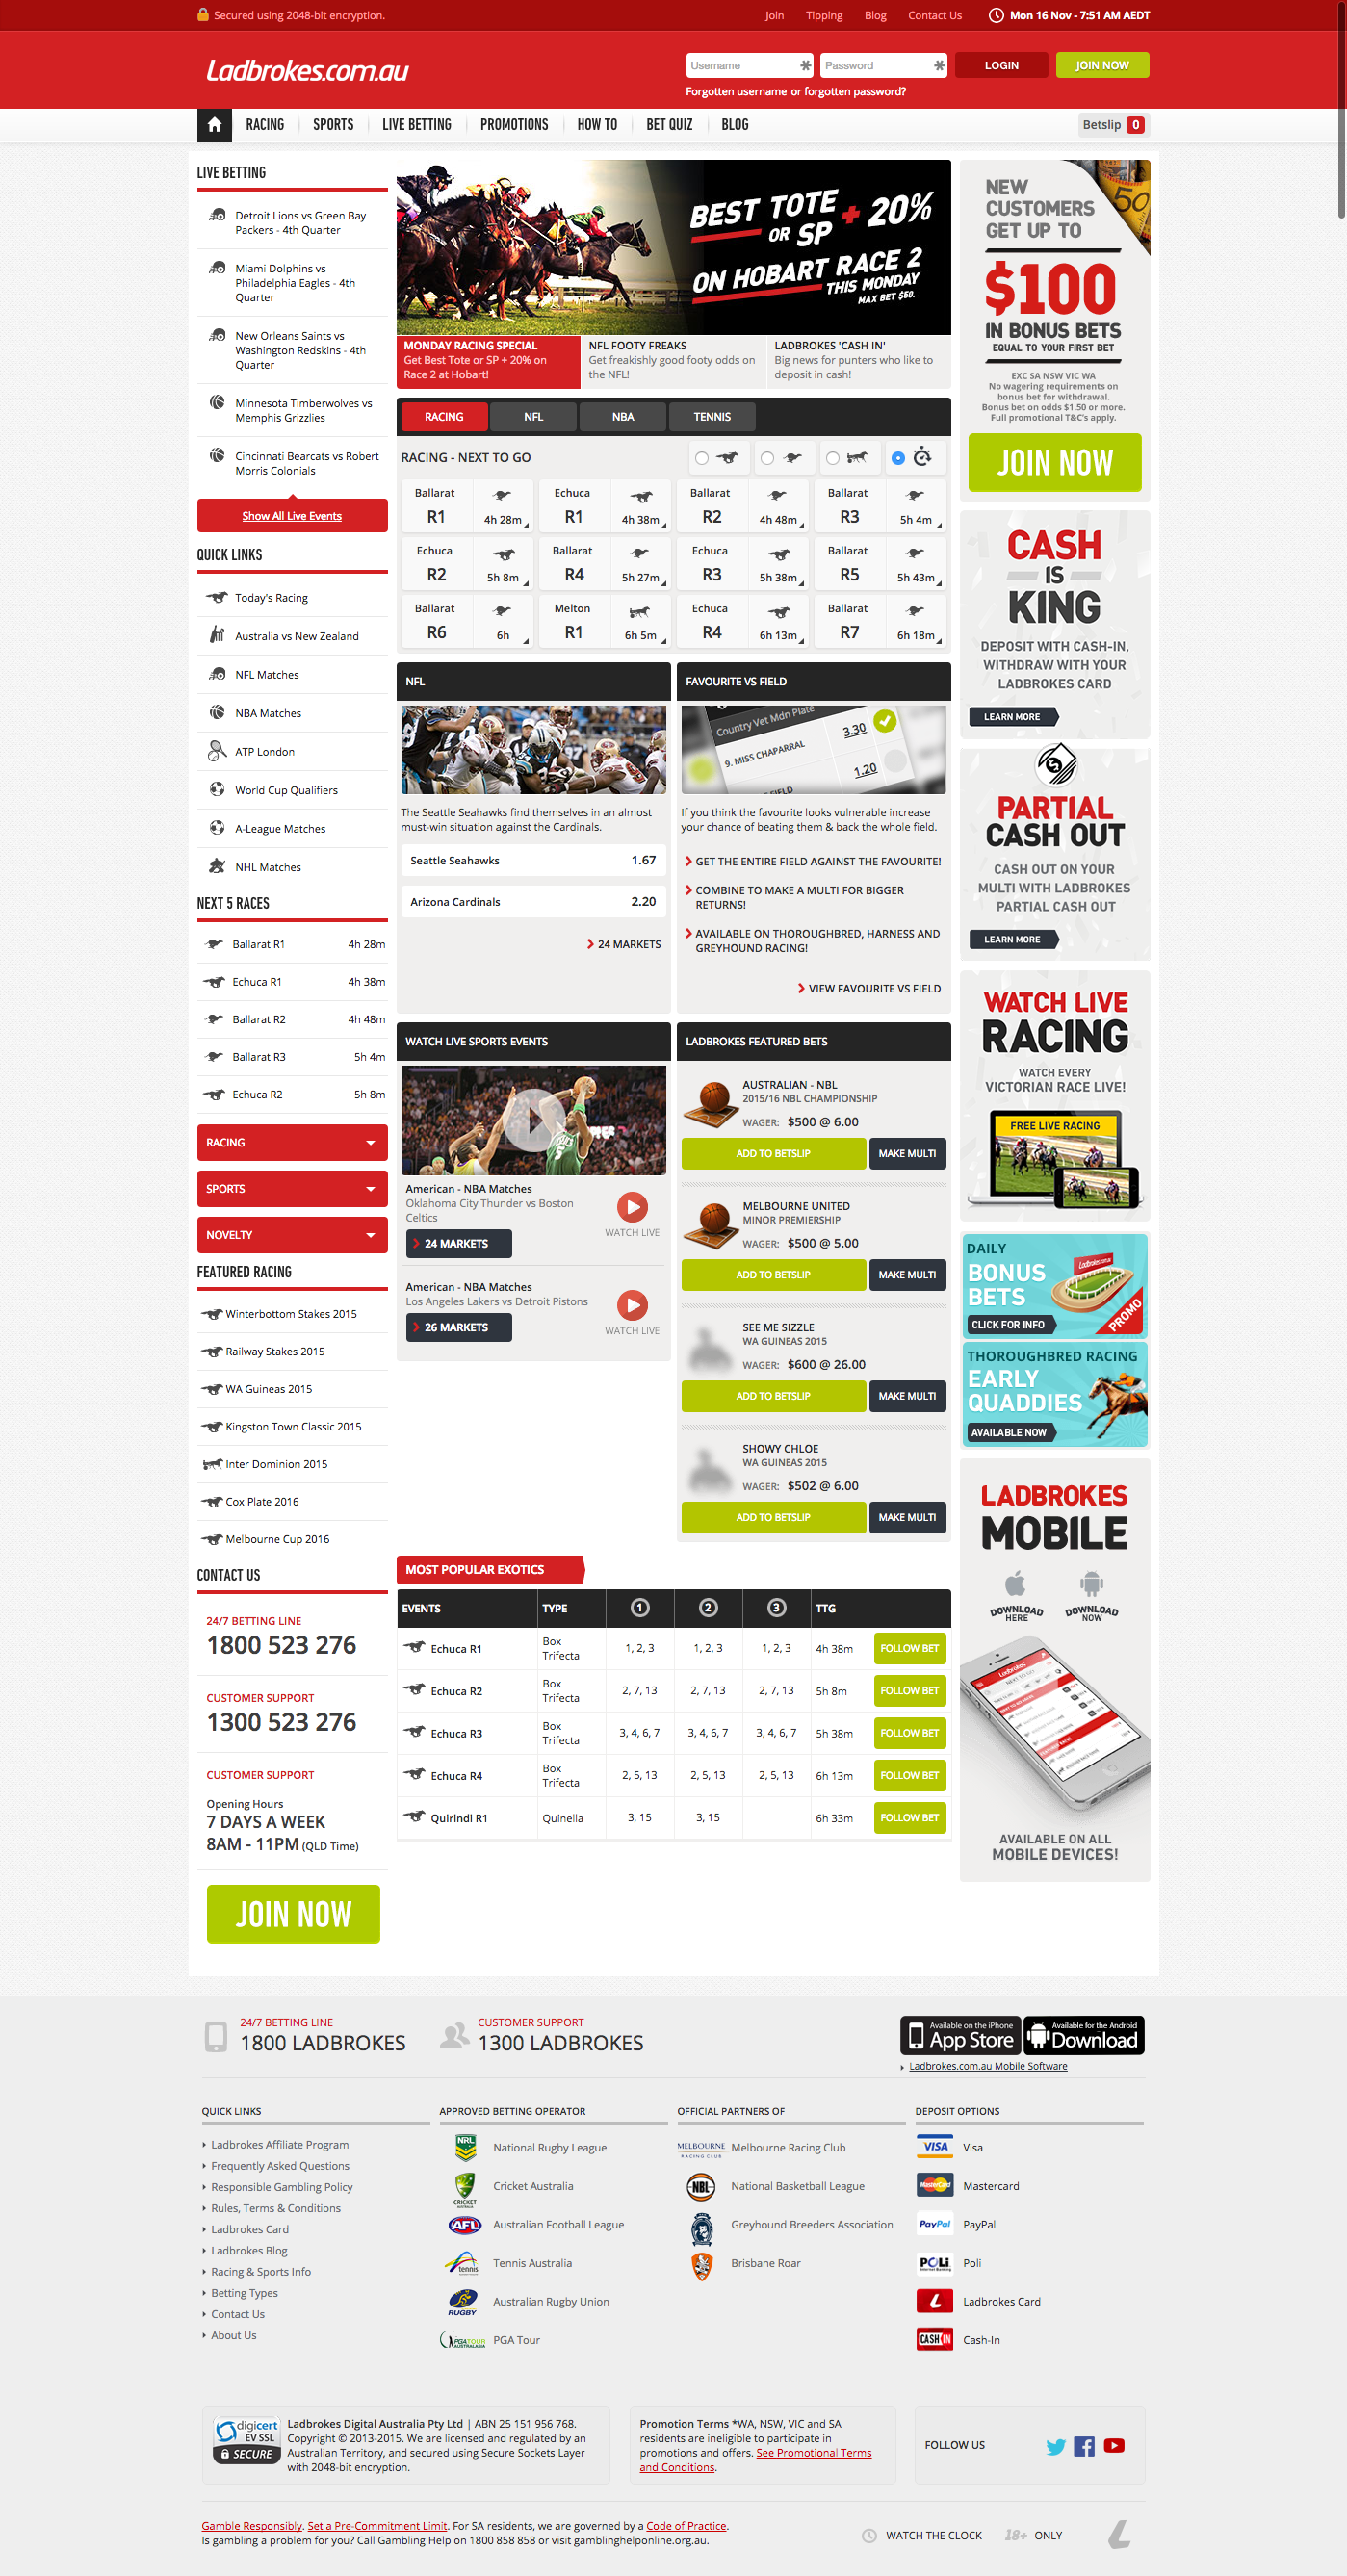 Secured using 2048-bit encryption.
Join Tipping Blog Contact Us Mon 16 Nov - 7:51 AM AEDT
Ladbrokes.com.au
Username * Password * LOGIN JOIN NOW
Forgotten username or forgotten password?
RACING SPORTS LIVE BETTING PROMOTIONS HOW TO BET QUIZ BLOG Betslip 0
LIVE BETTING
Detroit Lions vs Green Bay
Packers - 4th Quarter
Miami Dolphins vs
Philadelphia Eagles - 4th
Quarter
New Orleans Saints vs
Washington Redskins - 4th
Quarter
Minnesota Timberwolves vs
Memphis Grizzlies
Cincinnati Bearcats vs Robert
Morris Colonials
Show All Live Events
QUICK LINKS
Today's Racing
Australia vs New Zealand
NFL Matches
NBA Matches
ATP London
World Cup Qualifiers
A-League Matches
NHL Matches
NEXT 5 RACES
Ballarat R1 4h 28m
Echuca R1 4h 38m
Ballarat R2 4h 48m
Ballarat R3 5h 4m
Echuca R2 5h 8m
RACING
SPORTS
NOVELTY
FEATURED RACING
Winterbottom Stakes 2015
Railway Stakes 2015
WA Guineas 2015
Kingston Town Classic 2015
Inter Dominion 2015
Cox Plate 2016
Melbourne Cup 2016
CONTACT US
24/7 BETTING LINE
1800 523 276
CUSTOMER SUPPORT
1300 523 276
CUSTOMER SUPPORT
Opening Hours
7 DAYS A WEEK
8AM - 11PM (QLD Time)
JOIN NOW
BEST TOTE
OR SP + 20%
ON HOBART RACE 2
THIS MONDAY
MAX BET $50.
MONDAY RACING SPECIAL
Get Best Tote or SP + 20% on
Race 2 at Hobart!
NFL FOOTY FREAKS
Get freakishly good footy odds on
the NFL!
LADBROKES 'CASH IN'
Big news for punters who like to
deposit in cash!
RACING NFL NBA TENNIS
RACING - NEXT TO GO
Ballarat R1 4h 28m
Echuca R1 4h 38m
Ballarat R2 4h 48m
Ballarat R3 5h 4m
Echuca R2 5h 8m
Ballarat R4 5h 27m
Echuca R3 5h 38m
Ballarat R5 5h 43m
Ballarat R6 6h
Melton R1 6h 5m
Echuca R4 6h 13m
Ballarat R7 6h 18m
NFL
The Seattle Seahawks find themselves in an almost
must-win situation against the Cardinals.
Seattle Seahawks 1.67
Arizona Cardinals 2.20
24 MARKETS
FAVOURITE VS FIELD
Country Vet Mdn Plate
9. MISS CHAPARRAL 3.30
FIELD 1.20
If you think the favourite looks vulnerable increase
your chance of beating them & back the whole field.
GET THE ENTIRE FIELD AGAINST THE FAVOURITE!
COMBINE TO MAKE A MULTI FOR BIGGER
RETURNS!
AVAILABLE ON THOROUGHBRED, HARNESS AND
GREYHOUND RACING!
VIEW FAVOURITE VS FIELD
WATCH LIVE SPORTS EVENTS
American - NBA Matches
Oklahoma City Thunder vs Boston
Celtics
24 MARKETS
WATCH LIVE
American - NBA Matches
Los Angeles Lakers vs Detroit Pistons
26 MARKETS
WATCH LIVE
LADBROKES FEATURED BETS
AUSTRALIAN - NBL
2015/16 NBL CHAMPIONSHIP
WAGER: $500 @ 6.00
ADD TO BETSLIP MAKE MULTI
MELBOURNE UNITED
MINOR PREMIERSHIP
WAGER: $500 @ 5.00
ADD TO BETSLIP MAKE MULTI
SEE ME SIZZLE
WA GUINEAS 2015
WAGER: $600 @ 26.00
ADD TO BETSLIP MAKE MULTI
SHOWY CHLOE
WA GUINEAS 2015
WAGER: $502 @ 6.00
ADD TO BETSLIP MAKE MULTI
MOST POPULAR EXOTICS
EVENTS TYPE 1 2 3 TTG
Echuca R1 Box Trifecta 1, 2, 3 1, 2, 3 1, 2, 3 4h 38m FOLLOW BET
Echuca R2 Box Trifecta 2, 7, 13 2, 7, 13 2, 7, 13 5h 8m FOLLOW BET
Echuca R3 Box Trifecta 3, 4, 6, 7 3, 4, 6, 7 3, 4, 6, 7 5h 38m FOLLOW BET
Echuca R4 Box Trifecta 2, 5, 13 2, 5, 13 2, 5, 13 6h 13m FOLLOW BET
Quirindi R1 Quinella 3, 15 3, 15 6h 33m FOLLOW BET
NEW
CUSTOMERS
GET UP TO
50
$100
IN BONUS BETS
EQUAL TO YOUR FIRST BET
EXC SA NSW VIC WA
No wagering requirements on
bonus bet for withdrawal.
Bonus bet on odds $1.50 or more.
Full promotional T&C's apply.
JOIN NOW
CASH
IS
KING
DEPOSIT WITH CASH-IN,
WITHDRAW WITH YOUR
LADBROKES CARD
LEARN MORE
PARTIAL
CASH OUT
CASH OUT ON YOUR
MULTI WITH LADBROKES
PARTIAL CASH OUT
LEARN MORE
WATCH LIVE
RACING
WATCH EVERY
VICTORIAN RACE LIVE!
FREE LIVE RACING
DAILY
BONUS
BETS
Ladbrokes.com.au
CLICK FOR INFO
PROMO
THOROUGHBRED RACING
EARLY
QUADDIES
AVAILABLE NOW
LADBROKES
MOBILE
DOWNLOAD
HERE
DOWNLOAD
NOW
Ladbrokes
AVAILABLE ON ALL
MOBILE DEVICES!
24/7 BETTING LINE
1800 LADBROKES
CUSTOMER SUPPORT
1300 LADBROKES
Available on the iPhone
App Store
Available for the Android
Download
Ladbrokes.com.au Mobile Software
QUICK LINKS
Ladbrokes Affiliate Program
Frequently Asked Questions
Responsible Gambling Policy
Rules, Terms & Conditions
Ladbrokes Card
Ladbrokes Blog
Racing & Sports Info
Betting Types
Contact Us
About Us
APPROVED BETTING OPERATOR
NRL National Rugby League
CRICKET Cricket Australia
AFL Australian Football League
tennis Tennis Australia
RUGBY Australian Rugby Union
PGA TOUR PGA Tour
OFFICIAL PARTNERS OF
MELBOURNE RACING CLUB Melbourne Racing Club
NBL National Basketball League
Greyhound Breeders Association
Brisbane Roar
DEPOSIT OPTIONS
VISA Visa
MasterCard Mastercard
PayPal PayPal
POLi Poli
Ladbrokes Card
CASH IN Cash-In
digicert
EV SSL
SECURE
Ladbrokes Digital Australia Pty Ltd | ABN 25 151 956 768.
Copyright © 2013-2015. We are licensed and regulated by an
Australian Territory, and secured using Secure Sockets Layer
with 2048-bit encryption.
Promotion Terms *WA, NSW, VIC and SA
residents are ineligible to participate in
promotions and offers. See Promotional Terms
and Conditions.
FOLLOW US
Gamble Responsibly. Set a Pre-Commitment Limit. For SA residents, we are governed by a Code of Practice.
Is gambling a problem for you? Call Gambling Help on 1800 858 858 or visit gamblinghelponline.org.au.
WATCH THE CLOCK 18+ ONLY